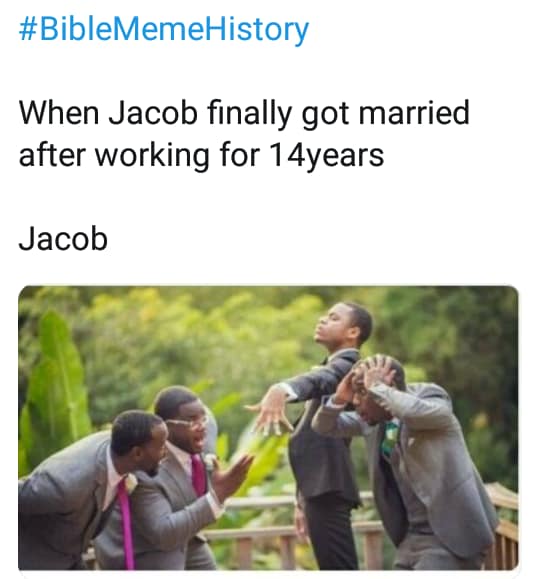 #BibleMemeHistory
When Jacob finally got married
after working for 14years
Jacob